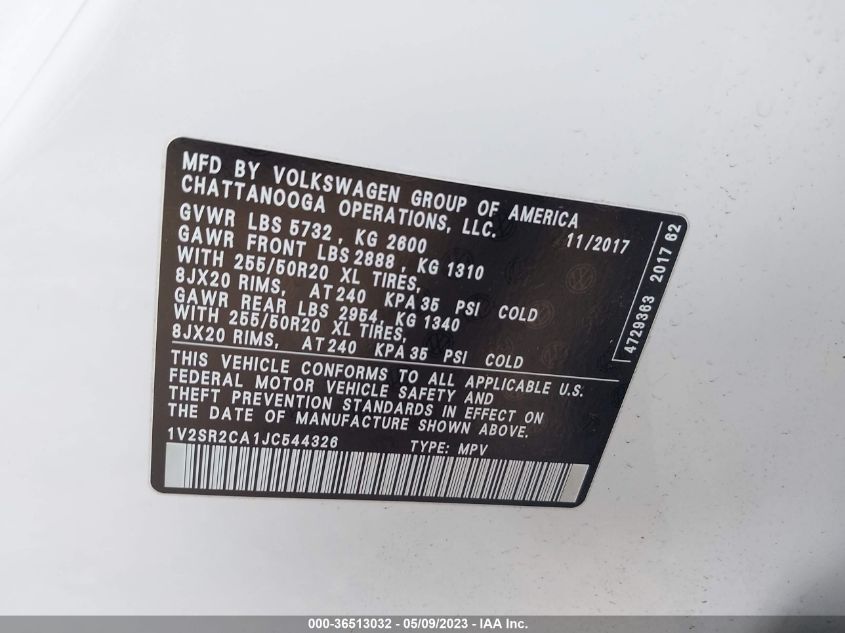 MFD BY VOLKSWAGEN GROUP OF AMERICA
CHATTANOOGA OPERATIONS, LLC.
11/2017
GVWR LBS 5732, KG 2600
GAWR FRONT LBS 2888, KG 1310
WITH 255/50R20 XL TIRES,
8JX20 RIMS, AT 240 KPA 35 PSI COLD
GAWR REAR LBS 2954, KG 1340
WITH 255/50R20 XL TIRES,
8JX20 RIMS, AT 240 KPA 35 PSI COLD
THIS VEHICLE CONFORMS TO ALL APPLICABLE U.S.
FEDERAL MOTOR VEHICLE SAFETY AND
THEFT PREVENTION STANDARDS IN EFFECT ON
THE DATE OF MANUFACTURE SHOWN ABOVE.
1V2SR2CA1JC544326 TYPE: MPV
4729363 2017 62
000-36513032 - 05/09/2023 - IAA Inc.